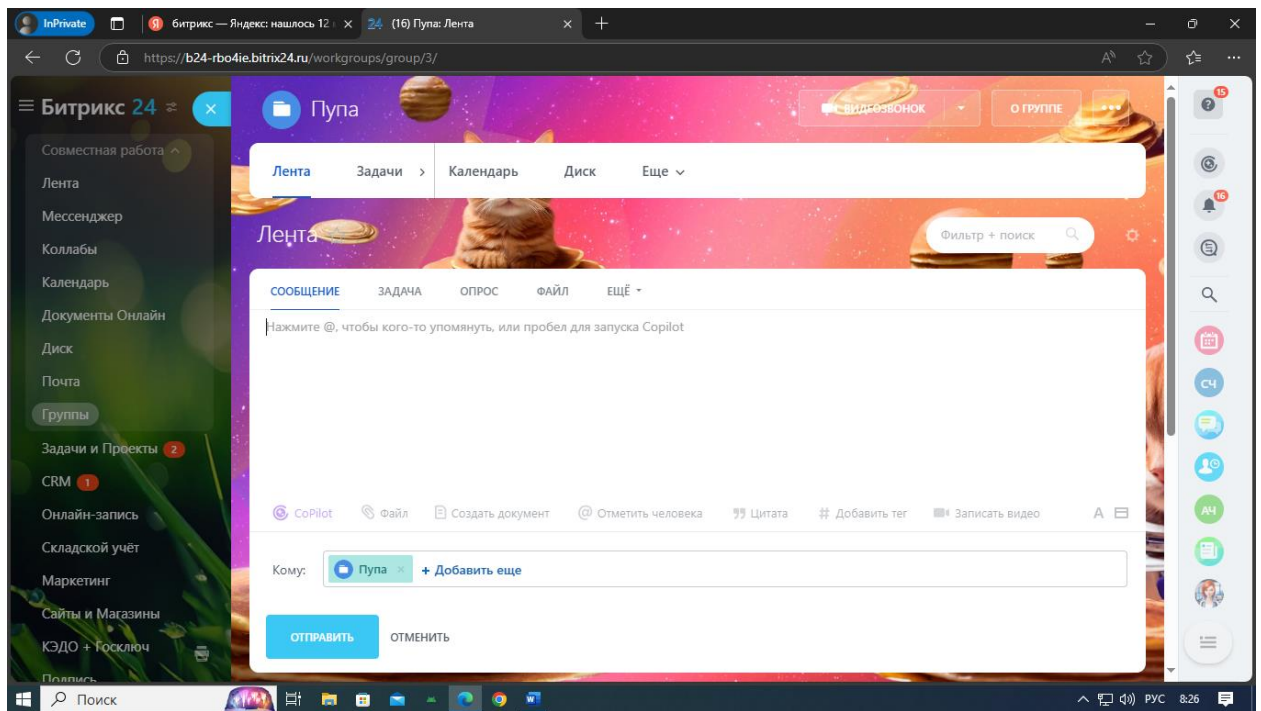 InPrivate
битрикс — Яндекс: нашлось 12
24 (16) Пупа: Лента
https://b24-rbo4ie.bitrix24.ru/workgroups/group/3/
Битрикс 24
Пупа
ВИДЕОЗВОНОК
О ГРУППЕ
15
Совместная работа
Лента
Мессенджер
Коллабы
Календарь
Документы Онлайн
Диск
Почта
Группы
Задачи и Проекты 2
CRM 1
Онлайн-запись
Складской учёт
Маркетинг
Сайты и Магазины
КЭДО + Госключ
Подпись
Лента Задачи > Календарь Диск Еще
16
Лента
Фильтр + поиск
СООБЩЕНИЕ ЗАДАЧА ОПРОС ФАЙЛ ЕЩЁ
Нажмите @, чтобы кого-то упомянуть, или пробел для запуска Copilot
CoPilot Файл Создать документ @ Отметить человека Цитата # Добавить тег Записать видео A
Кому: Пупа × + Добавить еще
ОТПРАВИТЬ ОТМЕНИТЬ
СЧ
АЧ
Поиск
РУС 8:26